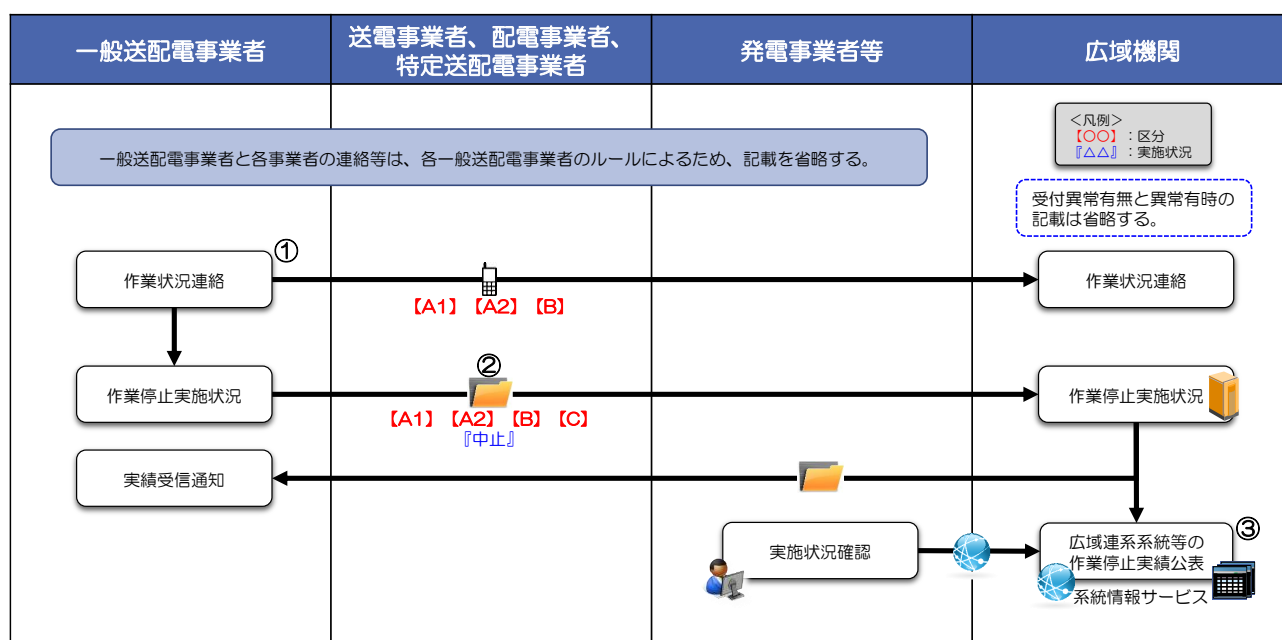 一般送配電事業者
送電事業者、配電事業者、
特定送配電事業者
発電事業者等
広域機関
<凡例>
【〇〇】：区分
『△△』：実施状況
一般送配電事業者と各事業者の連絡等は、各一般送配電事業者のルールによるため、記載を省略する。
受付異常有無と異常有時の
記載は省略する。
①
作業状況連絡
【A1】【A2】【B】
作業状況連絡
②
作業停止実施状況
【A1】【A2】【B】【C】
『中止』
作業停止実施状況
実績受信通知
③
実施状況確認
広域連系系統等の
作業停止実績公表
系統情報サービス